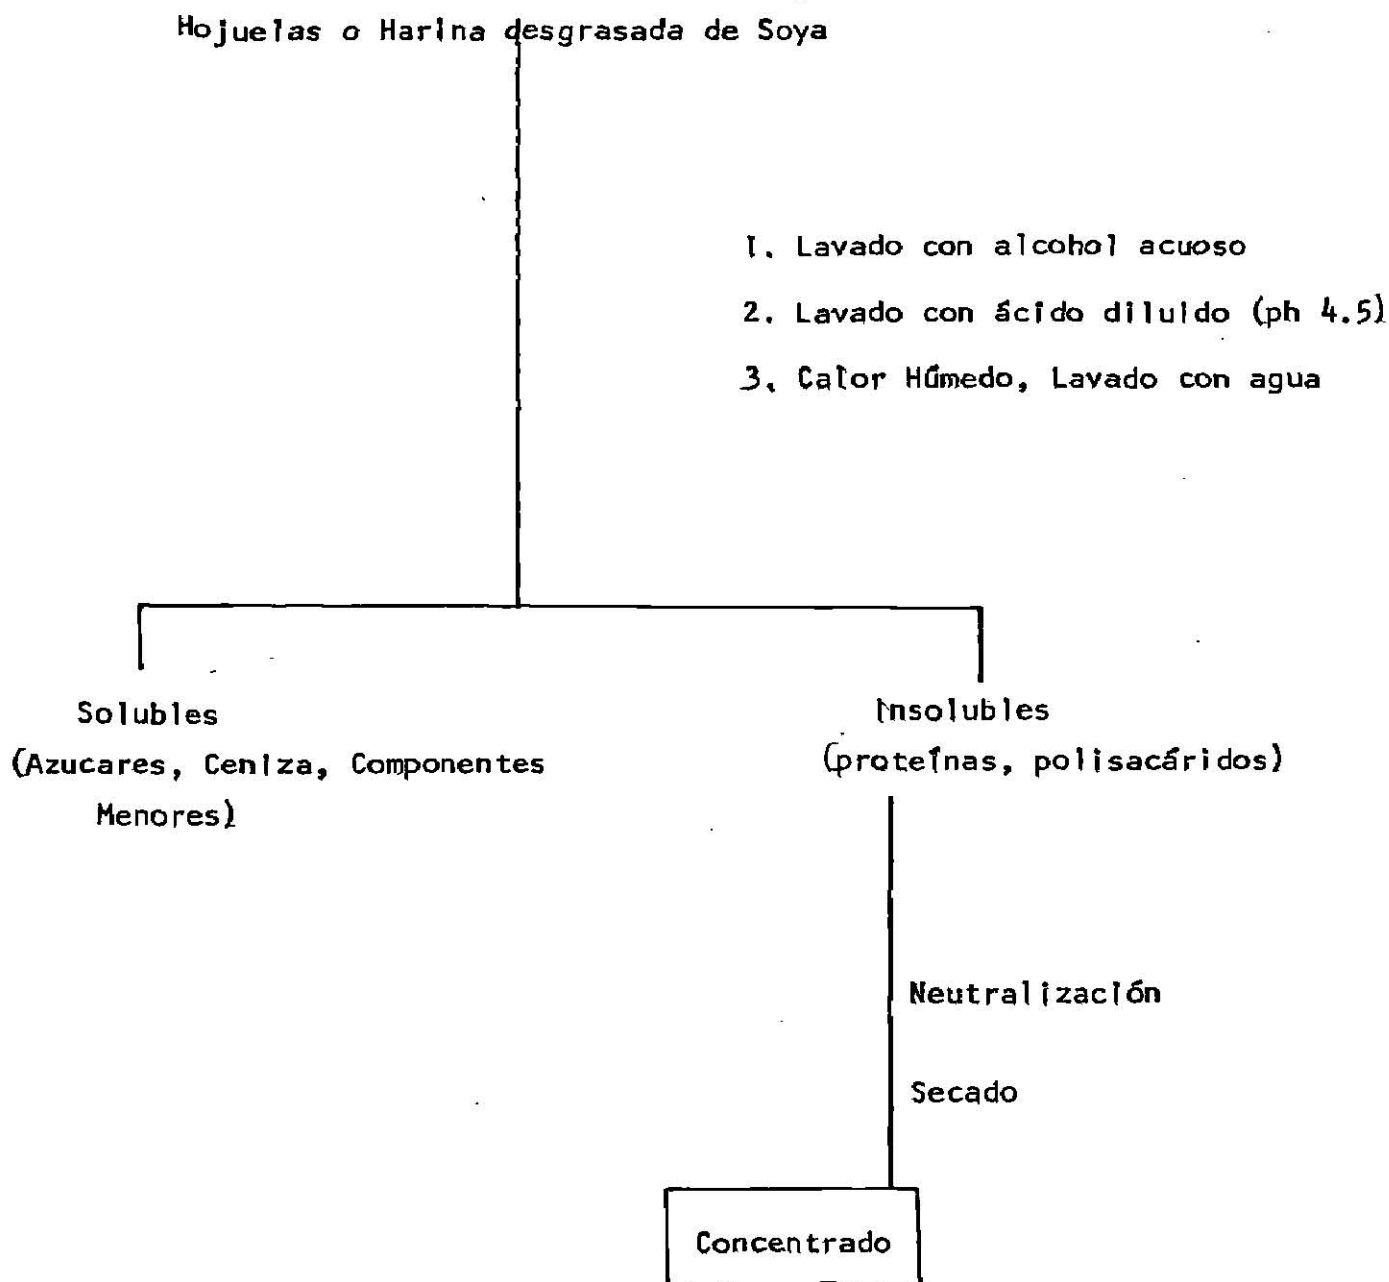 Hojuelas o Harina desgrasada de Soya
1. Lavado con alcohol acuoso
2. Lavado con ácido diluido (ph 4.5)
3. Calor Húmedo, Lavado con agua
Solubles
(Azucares, Ceniza, Componentes
Menores)
Insolubles
(proteínas, polisacáridos)
Neutralización
Secado
Concentrado